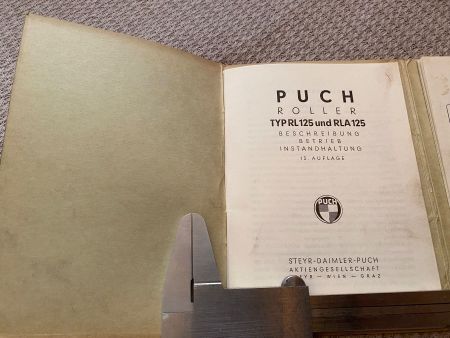 PUCH
ROLLER
TYP RL 125 und RLA 125
BESCHREIBUNG
BETRIEB
INSTANDHALTUNG
13. AUFLAGE
PUCH
STEYR-DAIMLER-PUCH
AKTIENGESELLSCHAFT
— WIEN — GRAZ